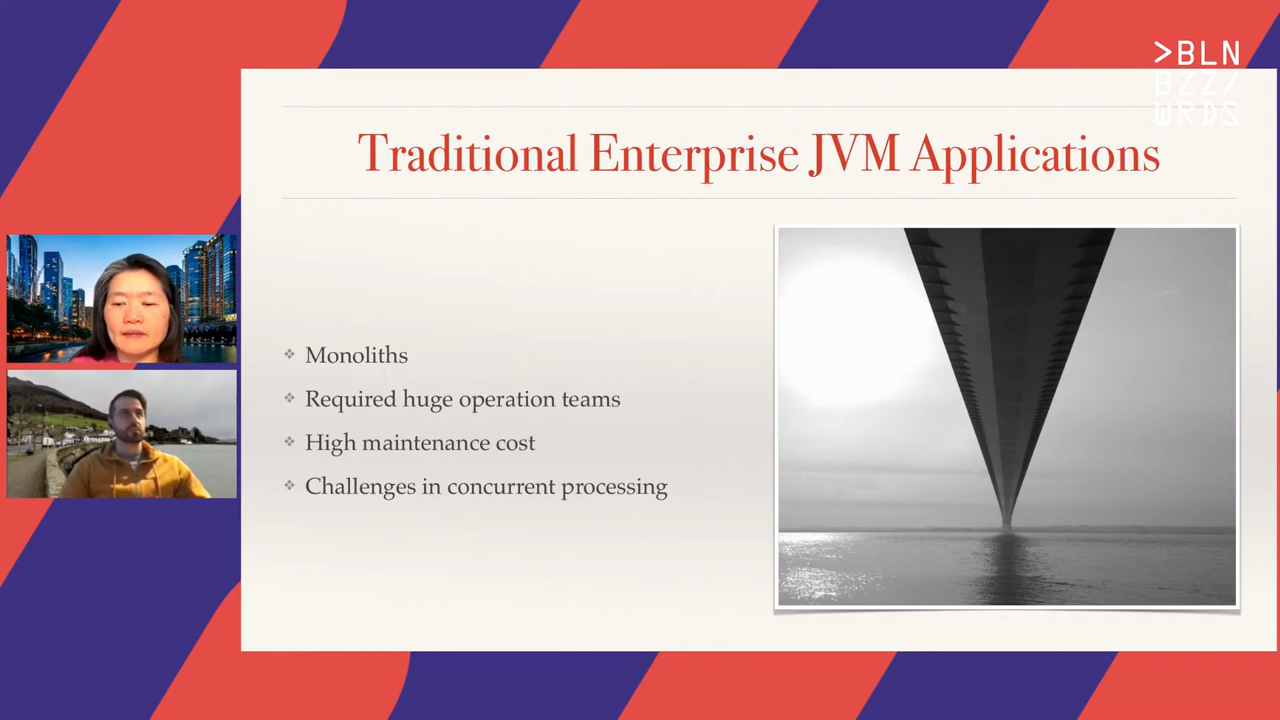 >BLN
BZZ/
WRDS
Traditional Enterprise JVM Applications
Monoliths
Required huge operation teams
High maintenance cost
Challenges in concurrent processing